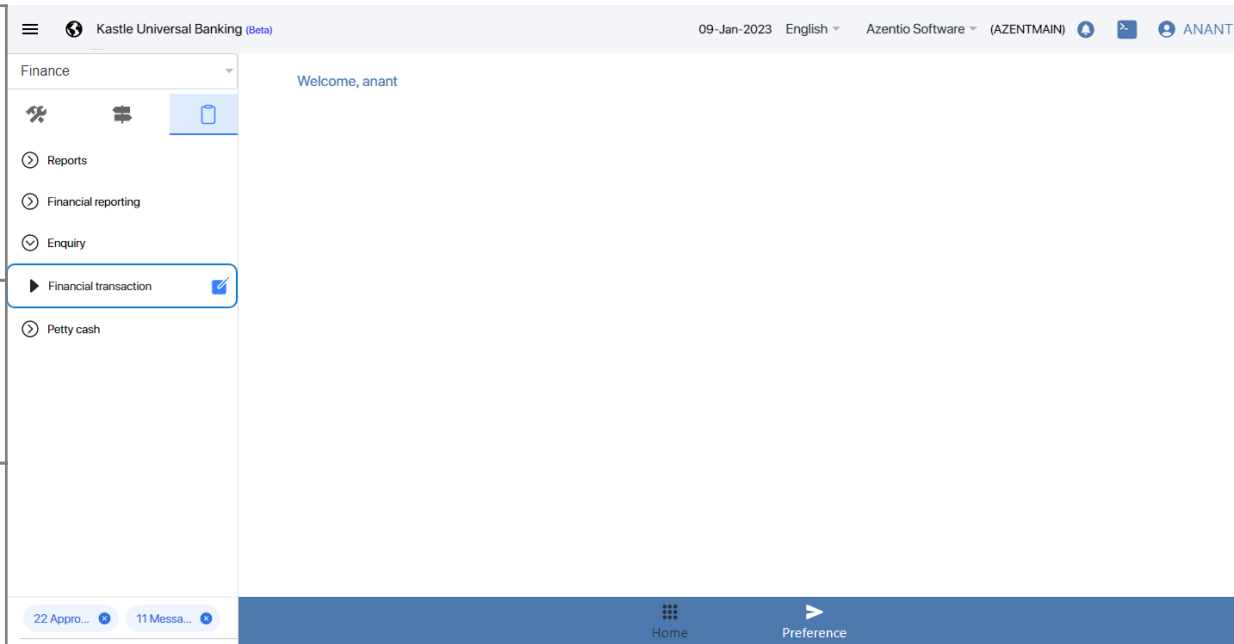 Kastle Universal Banking (Beta) 09-Jan-2023 English Azentio Software (AZENTMAIN) ANANT
Finance
Welcome, anant
Reports
Financial reporting
Enquiry
Financial transaction
Petty cash
22 Appro... 11 Messa...
Home Preference